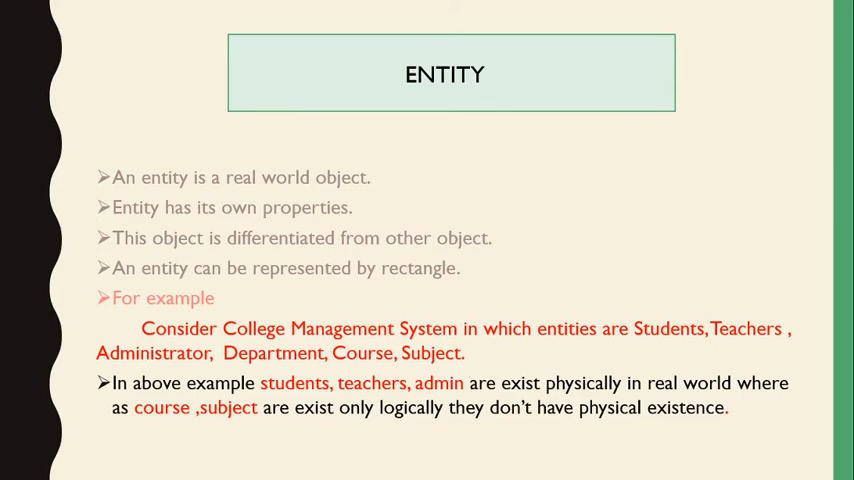 ENTITY
➢An entity is a real world object.
➢Entity has its own properties.
➢This object is differentiated from other object.
➢An entity can be represented by rectangle.
➢For example
Consider College Management System in which entities are Students, Teachers ,
Administrator, Department, Course, Subject.
➢In above example students, teachers, admin are exist physically in real world where
as course ,subject are exist only logically they don’t have physical existence.